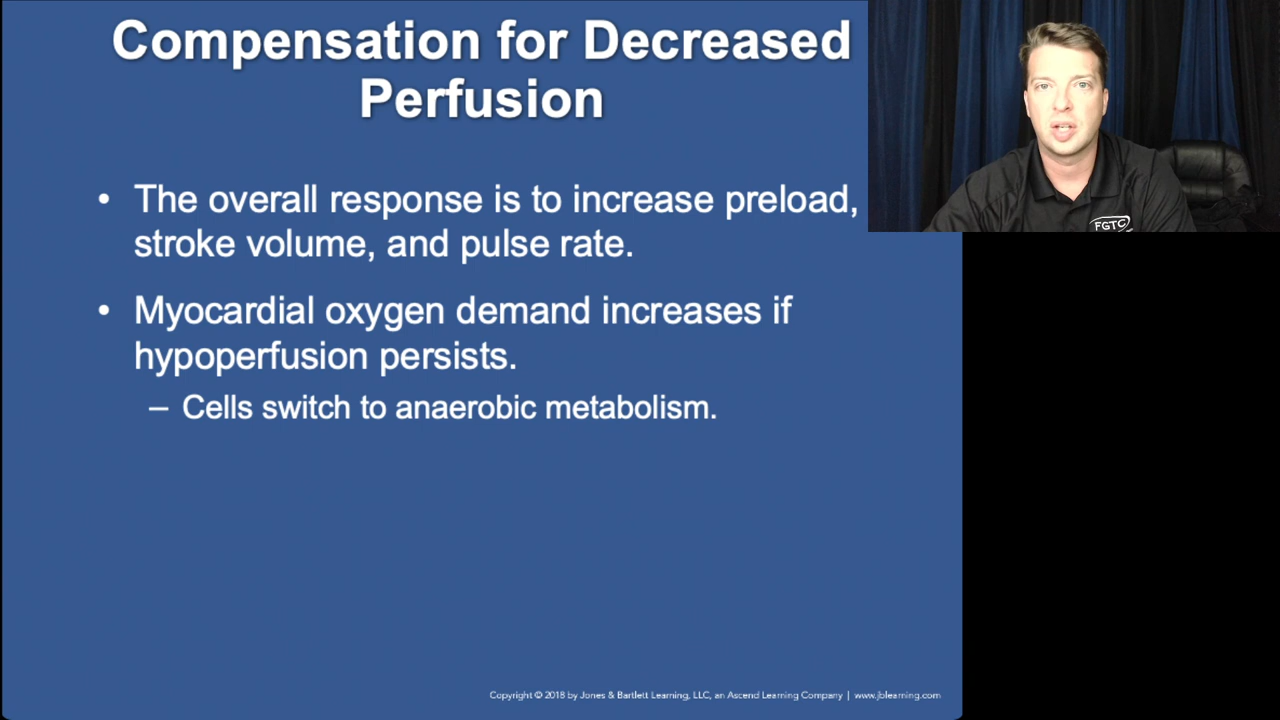 Compensation for Decreased
Perfusion
• The overall response is to increase preload,
stroke volume, and pulse rate.
• Myocardial oxygen demand increases if
hypoperfusion persists.
– Cells switch to anaerobic metabolism.
FGTC
Copyright © 2018 by Jones & Bartlett Learning, LLC, an Ascend Learning Company | www.jblearning.com